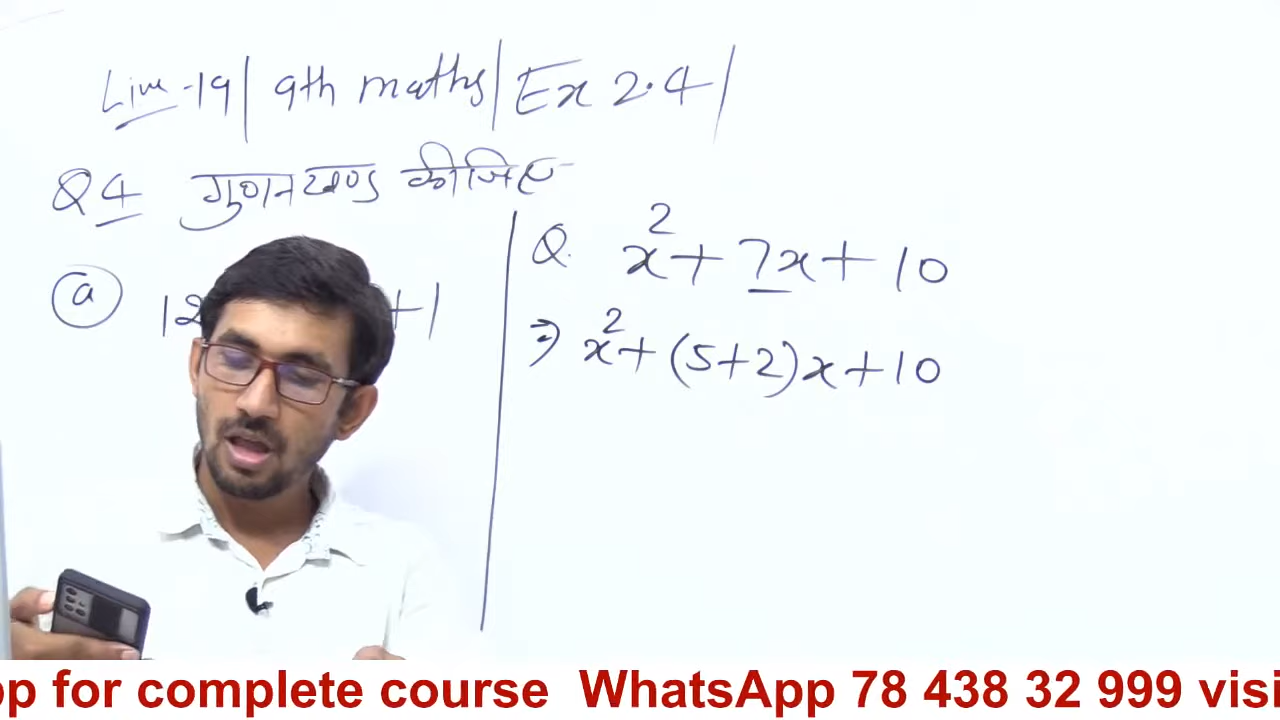 Live-19| 9th maths| Ex 2.4|
Q4 गुणनखण्ड कीजिए
a 12 +1
Q. x² + 7x + 10
⇒ x² + (5+2)x + 10
pp for complete course WhatsApp 78 438 32 999 visi